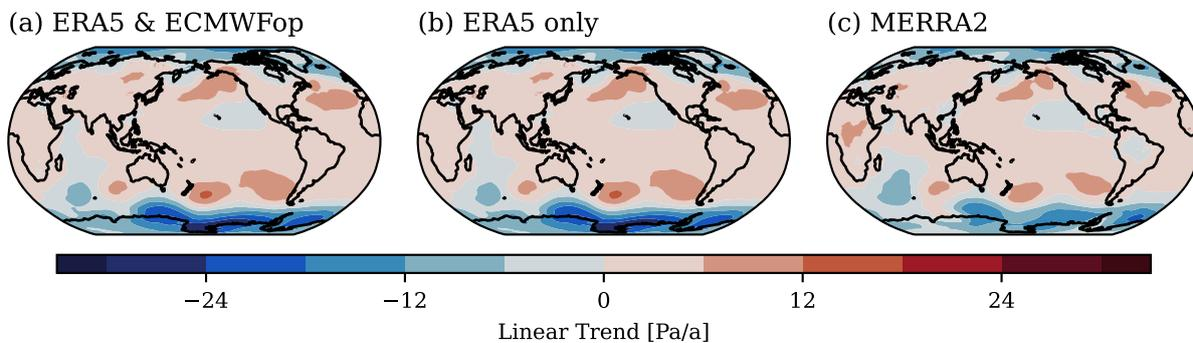 (a) ERA5 & ECMWFop
(b) ERA5 only
(c) MERRA2
−24
−12
0
12
24
Linear Trend [Pa/a]